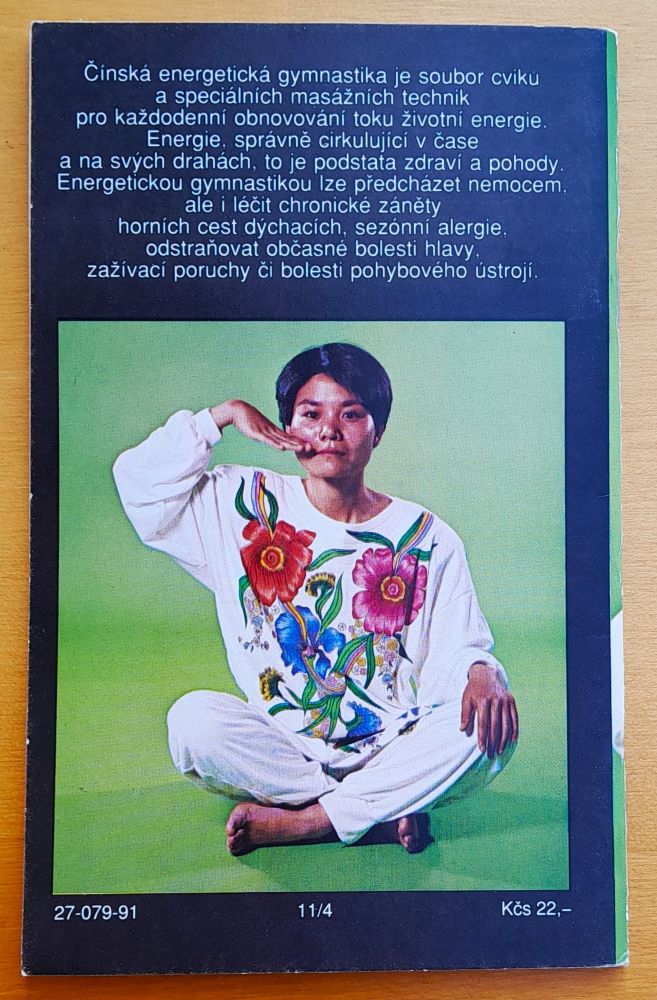 Čínská energetická gymnastika je soubor cviků
a speciálních masážních technik
pro každodenní obnovování toku životní energie.
Energie, správně cirkulující v čase
a na svých drahách, to je podstata zdraví a pohody.
Energetickou gymnastikou lze předcházet nemocem,
ale i léčit chronické záněty
horních cest dýchacích, sezónní alergie,
odstraňovat občasné bolesti hlavy,
zažívací poruchy či bolesti pohybového ústrojí.
27-079-91
11/4
Kčs 22,–